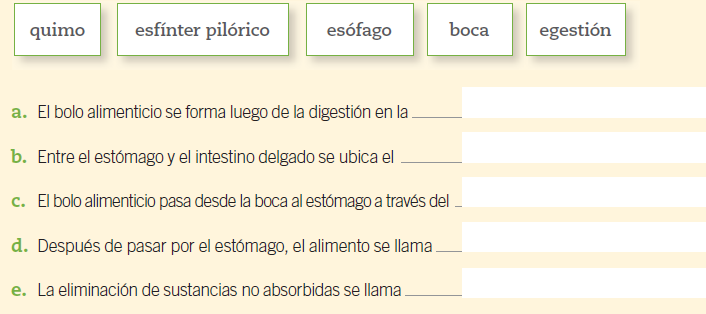 quimo esfínter pilórico esófago boca egestión
a. El bolo alimenticio se forma luego de la digestión en la
b. Entre el estómago y el intestino delgado se ubica el
c. El bolo alimenticio pasa desde la boca al estómago a través del
d. Después de pasar por el estómago, el alimento se llama
e. La eliminación de sustancias no absorbidas se llama